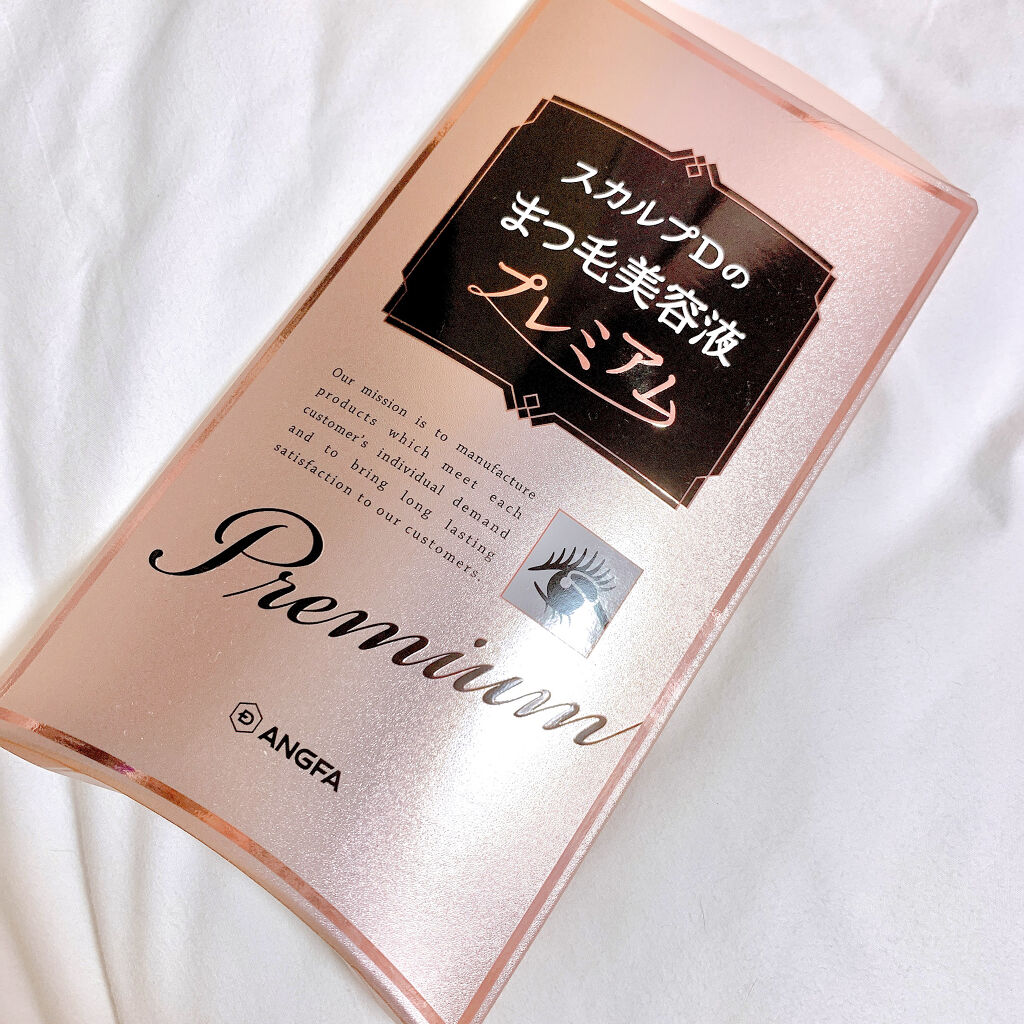 スカルプDの
まつ毛美容液
プレミアム
Our mission is to manufacture
products which meet each
customer's individual demand
and to bring long lasting
satisfaction to our customers.
Premium
ANGFA